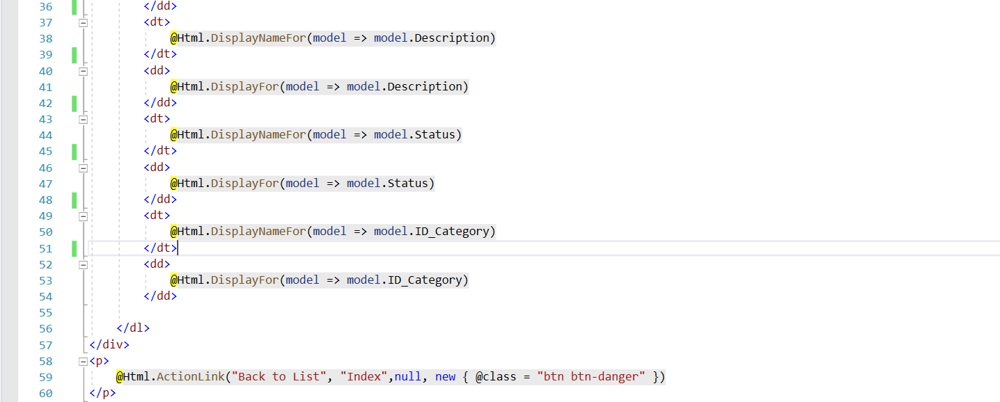 36 </dd>
37 <dt>
38 @Html.DisplayNameFor(model => model.Description)
39 </dt>
40 <dd>
41 @Html.DisplayFor(model => model.Description)
42 </dd>
43 <dt>
44 @Html.DisplayNameFor(model => model.Status)
45 </dt>
46 <dd>
47 @Html.DisplayFor(model => model.Status)
48 </dd>
49 <dt>
50 @Html.DisplayNameFor(model => model.ID_Category)
51 </dt>
52 <dd>
53 @Html.DisplayFor(model => model.ID_Category)
54 </dd>
55
56 </dl>
57 </div>
58 <p>
59 @Html.ActionLink("Back to List", "Index",null, new { @class = "btn btn-danger" })
60 </p>